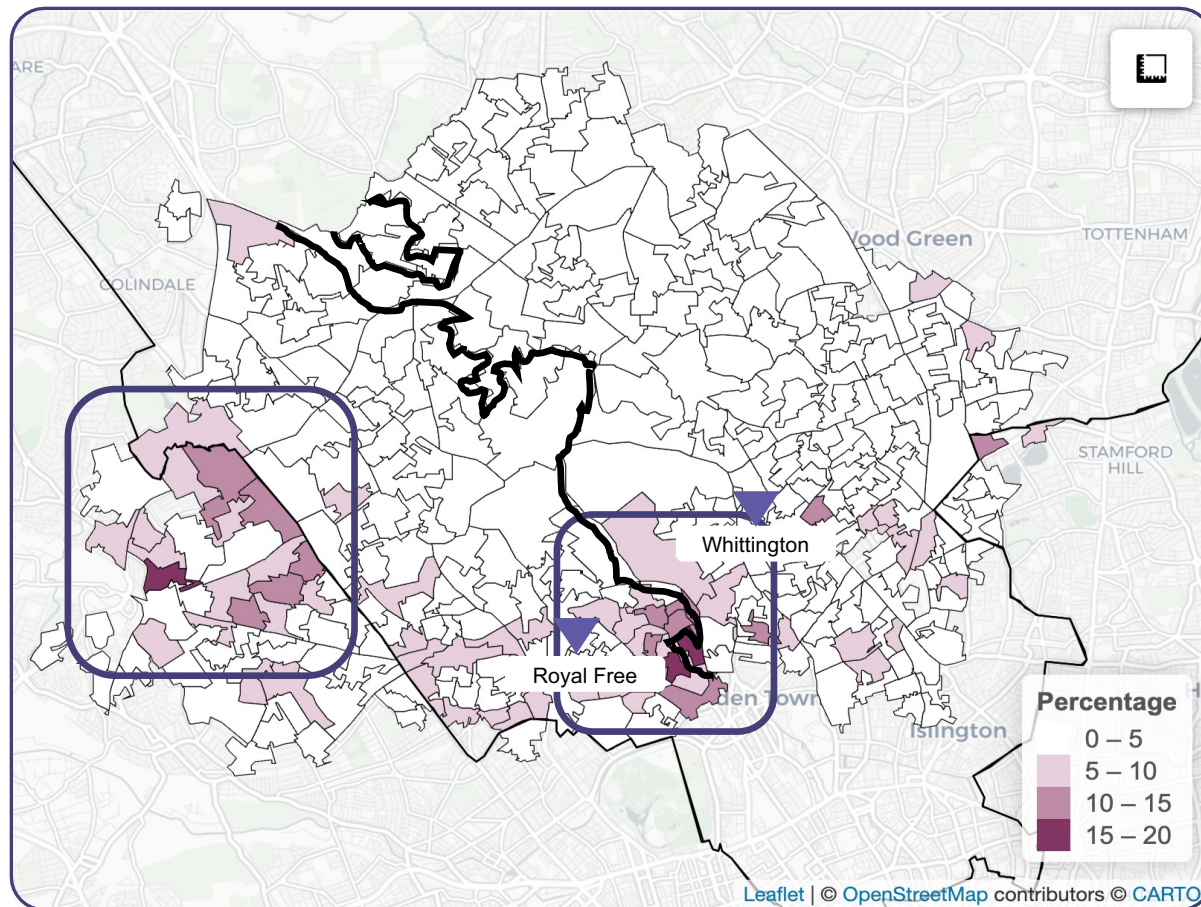 ARE
Wood Green
TOTTENHAM
COLINDALE
STAMFORD
HILL
Whittington
Royal Free
den Town
Islington
Percentage
0 – 5
5 – 10
10 – 15
15 – 20
Leaflet | © OpenStreetMap contributors © CARTO